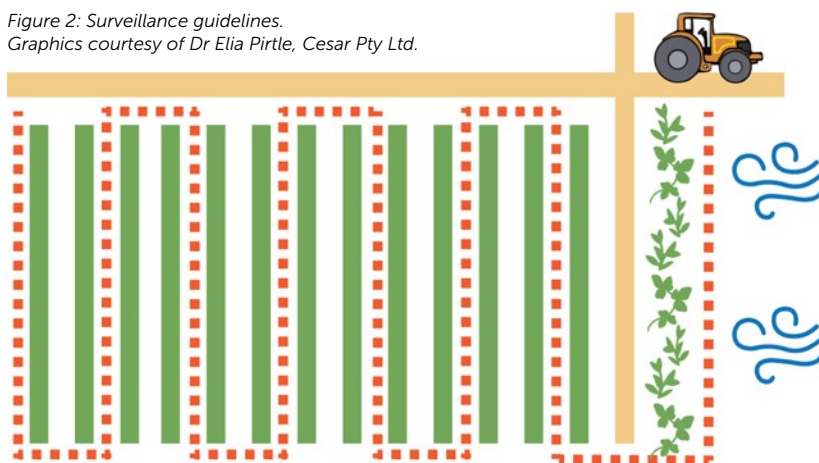 Figure 2: Surveillance guidelines.
Graphics courtesy of Dr Elia Pirtle, Cesar Pty Ltd.